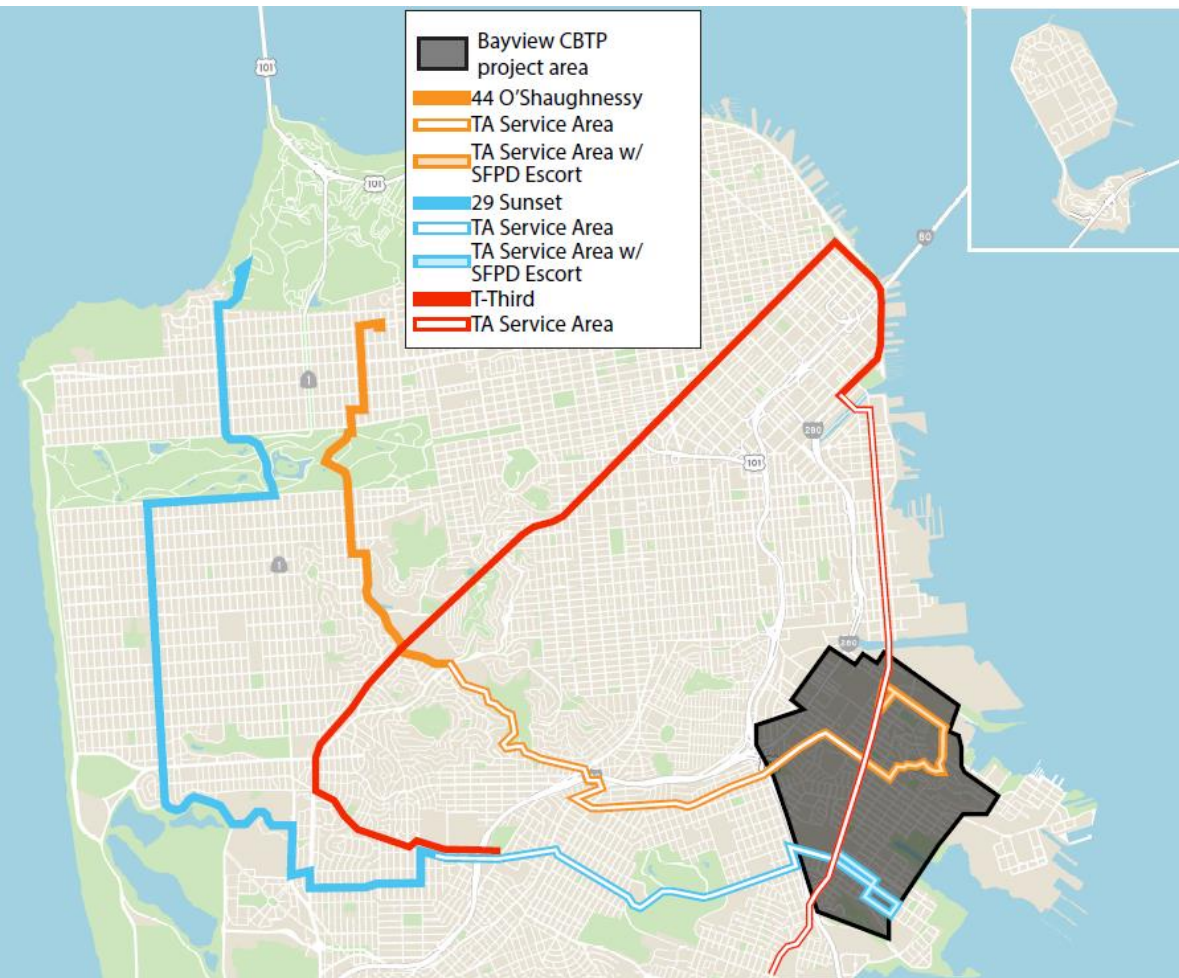 Bayview CBTP
project area
44 O'Shaughnessy
TA Service Area
TA Service Area w/
SFPD Escort
29 Sunset
TA Service Area
TA Service Area w/
SFPD Escort
T-Third
TA Service Area
101
101
80
1
280
101
1
280